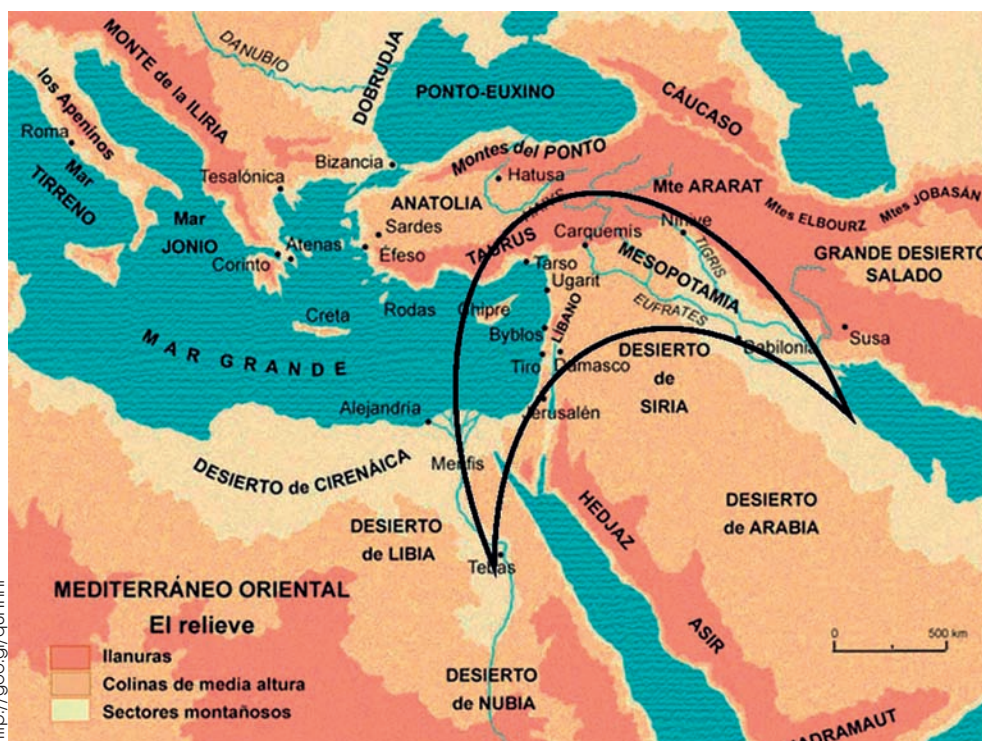 MONTE de la ILIRIA
los Apeninos
Roma
Mar
TIRRENO
DANUBIO
DOBRUDJA
PONTO-EUXINO
CÁUCASO
Bizancia
Montes del PONTO
Hatusa
Tesalónica
ANATOLIA
Mte ARARAT
Mtes ELBOURZ
Mtes JOBASÁN
Mar
JONIO
Atenas
Corinto
Sardes
Éfeso
TAURUS
Carquemis
Nínive
TIGRIS
GRANDE DESIERTO
SALADO
Tarso
Ugarit
MESOPOTAMIA
Creta
Rodas
Chipre
EUFRATES
Byblos
LÍBANO
Babilonia
Susa
MAR GRANDE
Tiro
Damasco
DESIERTO
de
SIRIA
Alejandría
Jerusalén
DESIERTO de CIRENÁICA
Menfis
DESIERTO
de LIBIA
HEDJAZ
DESIERTO
de ARABIA
Tebas
MEDITERRÁNEO ORIENTAL
El relieve
llanuras
Colinas de media altura
Sectores montañosos
ASIR
0 500 km
DESIERTO
de NUBIA
ADRAMAUT